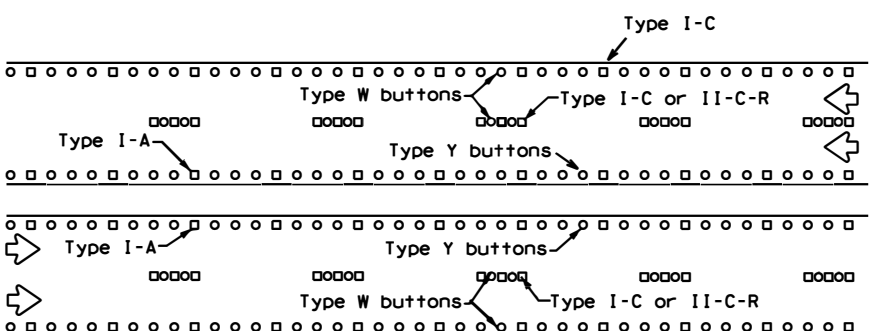 Type I-C
Type W buttons
Type I-C or II-C-R
Type I-A
Type Y buttons
Type I-A
Type Y buttons
Type W buttons
Type I-C or II-C-R